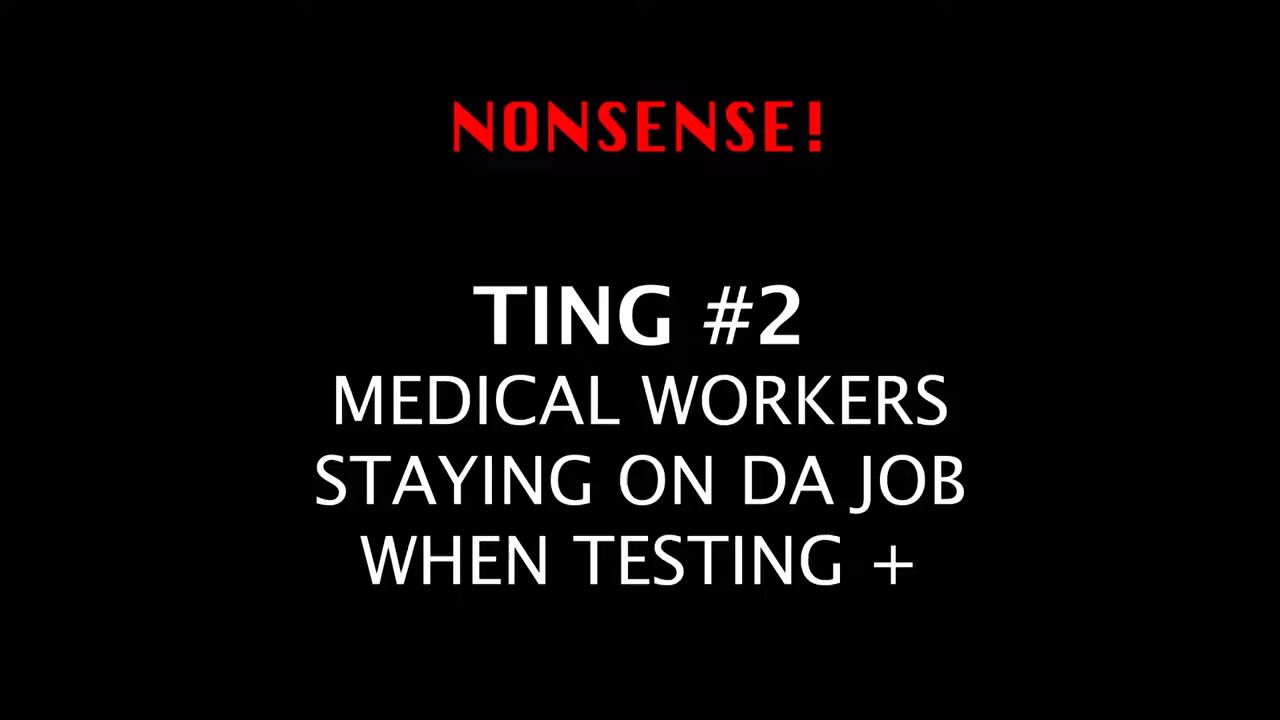 NONSENSE!
TING #2
MEDICAL WORKERS
STAYING ON DA JOB
WHEN TESTING +